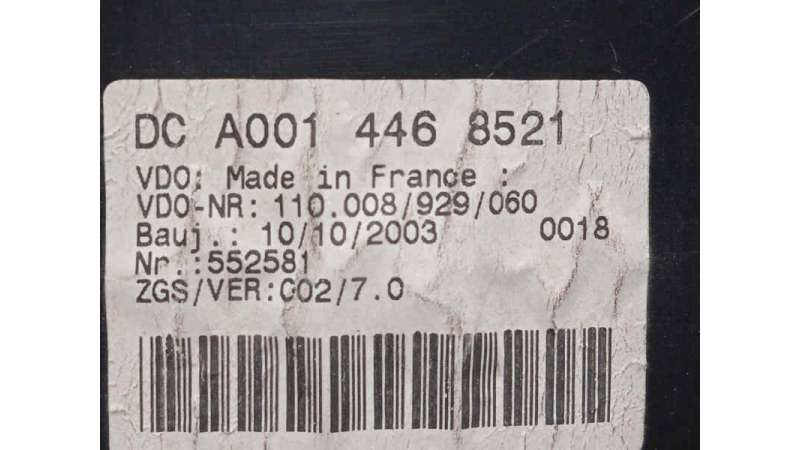 DC A001 446 8521
VDO: Made in France :
VDO-NR: 110.008/929/060
Bauj.: 10/10/2003 0018
Nr.:552581
ZGS/VER:C02/7.0